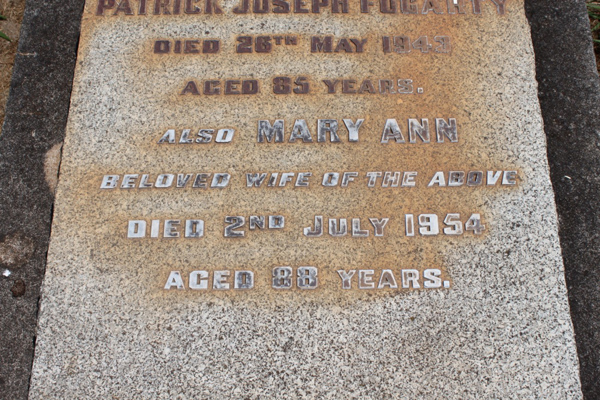 PATRICK JOSEPH FOGARTY
DIED 26TH MAY 1943
AGED 85 YEARS.
ALSO MARY ANN
BELOVED WIFE OF THE ABOVE
DIED 2ND JULY 1954
AGED 88 YEARS.